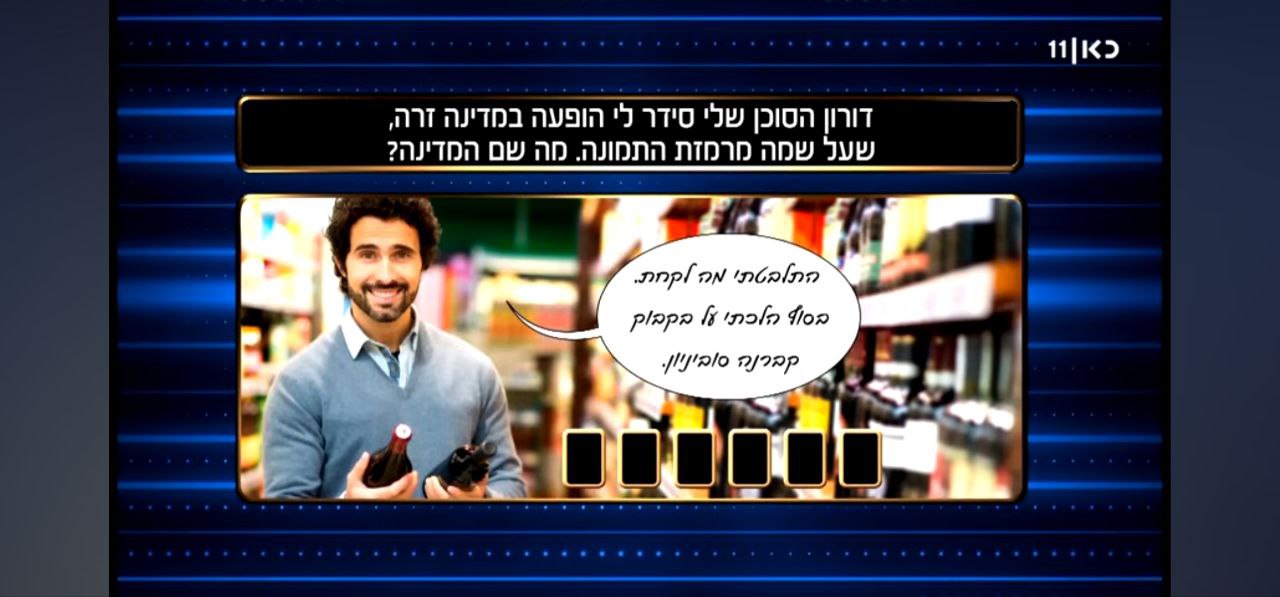 כאן|11
דורון הסוכן שלי סידר לי הופעה במדינה זרה,
שעל שמה מרמזת התמונה. מה שם המדינה?
התלבטתי מה לקחת.
בסוף הלכתי על בקבוק
קברנה סוביניון.